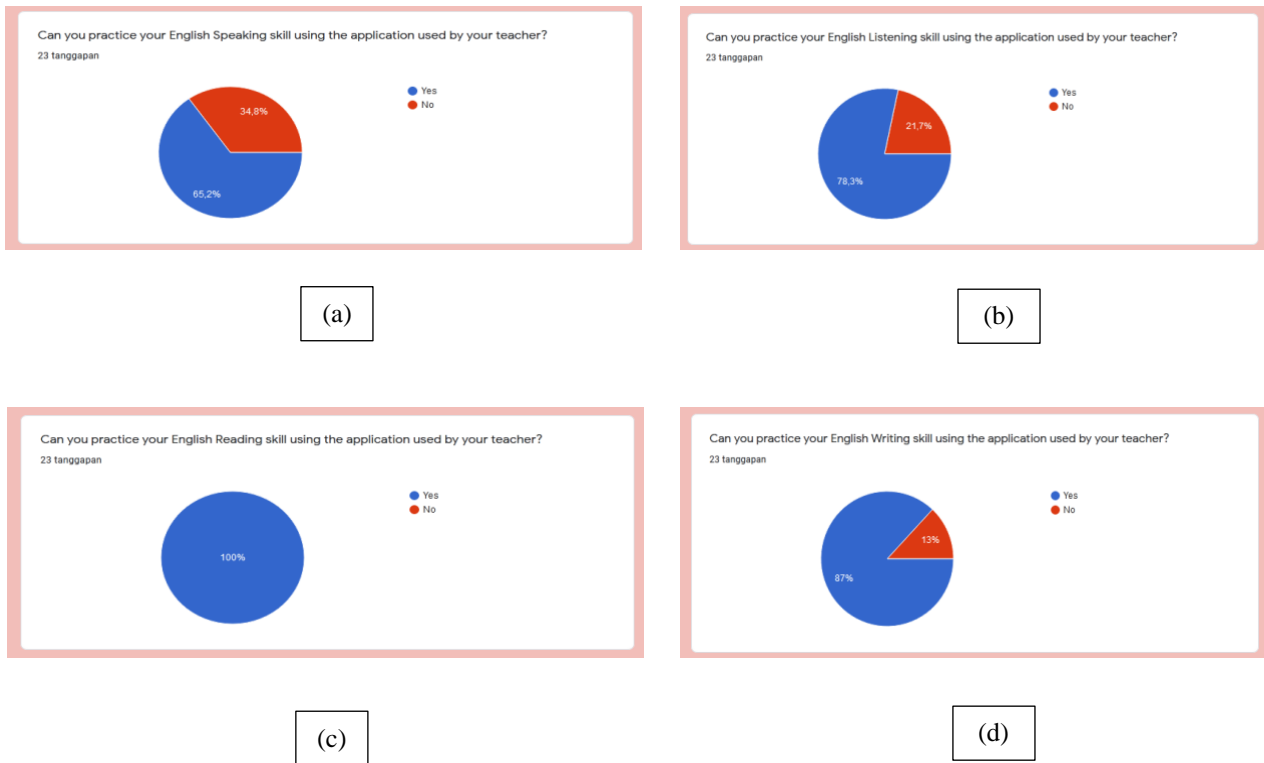 Can you practice your English Speaking skill using the application used by your teacher?
23 tanggapan
Yes
No
34,8%
65,2%
(a)
Can you practice your English Listening skill using the application used by your teacher?
23 tanggapan
Yes
No
21,7%
78,3%
(b)
Can you practice your English Reading skill using the application used by your teacher?
23 tanggapan
Yes
No
100%
(c)
Can you practice your English Writing skill using the application used by your teacher?
23 tanggapan
Yes
No
13%
87%
(d)